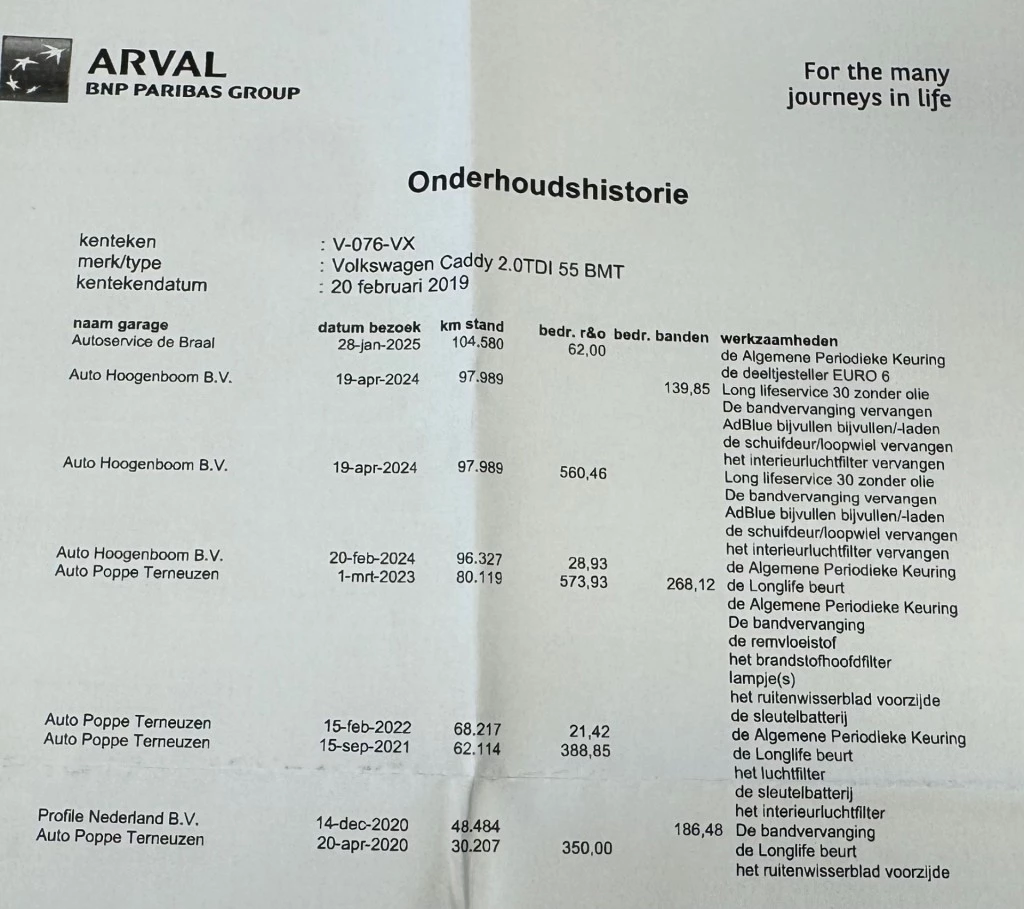 ARVAL
BNP PARIBAS GROUP
For the many
journeys in life
Onderhoudshistorie
kenteken : V-076-VX
merk/type : Volkswagen Caddy 2.0TDI 55 BMT
kentekendatum : 20 februari 2019
naam garage datum bezoek km stand bedr. r&o bedr. banden werkzaamheden
Autoservice de Braal 28-jan-2025 104.580 62,00 de Algemene Periodieke Keuring
de deeltjesteller EURO 6
Auto Hoogenboom B.V. 19-apr-2024 97.989 139,85 Long lifeservice 30 zonder olie
De bandvervanging vervangen
AdBlue bijvullen bijvullen/-laden
de schuifdeur/loopwiel vervangen
het interieurluchtfilter vervangen
Auto Hoogenboom B.V. 19-apr-2024 97.989 560,46 Long lifeservice 30 zonder olie
De bandvervanging vervangen
AdBlue bijvullen bijvullen/-laden
de schuifdeur/loopwiel vervangen
het interieurluchtfilter vervangen
Auto Hoogenboom B.V. 20-feb-2024 96.327 28,93 de Algemene Periodieke Keuring
Auto Poppe Terneuzen 1-mrt-2023 80.119 573,93 268,12 de Longlife beurt
de Algemene Periodieke Keuring
De bandvervanging
de remvloeistof
het brandstofhoofdfilter
lampje(s)
het ruitenwisserblad voorzijde
de sleutelbatterij
Auto Poppe Terneuzen 15-feb-2022 68.217 21,42 de Algemene Periodieke Keuring
Auto Poppe Terneuzen 15-sep-2021 62.114 388,85 de Longlife beurt
het luchtfilter
de sleutelbatterij
het interieurluchtfilter
Profile Nederland B.V. 14-dec-2020 48.484 186,48 De bandvervanging
Auto Poppe Terneuzen 20-apr-2020 30.207 350,00 de Longlife beurt
het ruitenwisserblad voorzijde